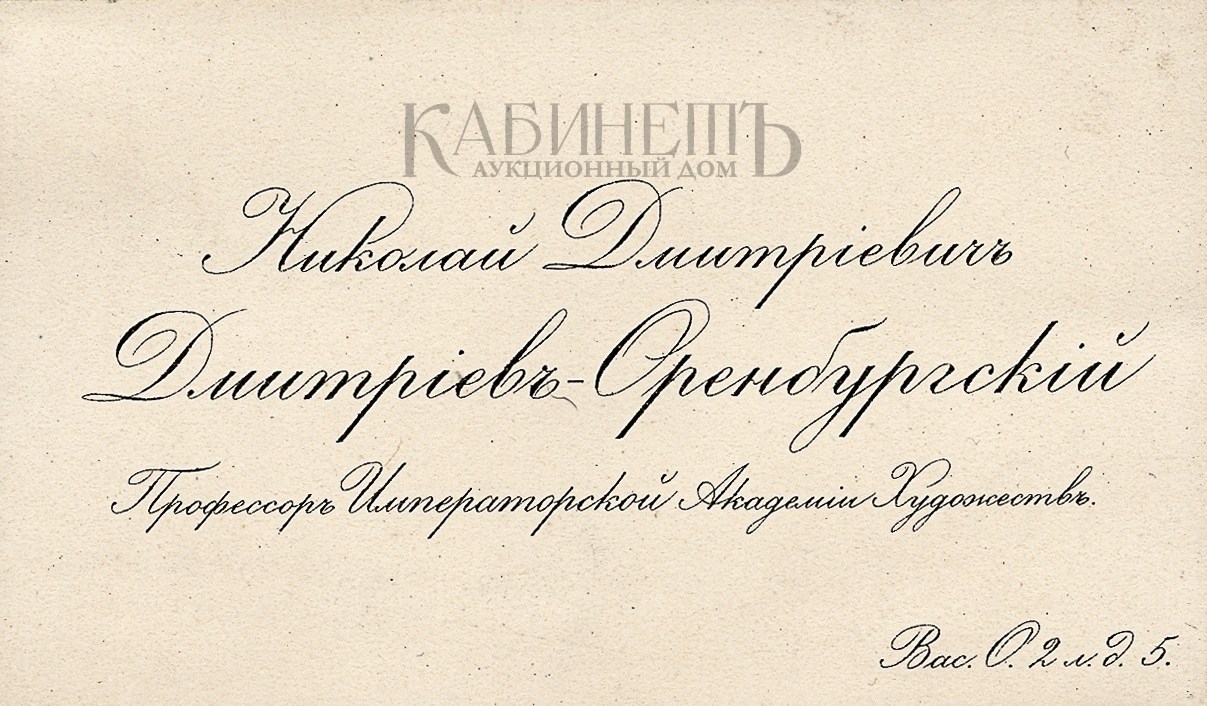 КАБИНЕТЪ
АУКЦИОННЫЙ ДОМ
Николай Дмитріевичъ
Дмитріевъ-Оренбургскій
Профессоръ Императорской Академіи Художествъ.
Вас. О. 2 л. д. 5.